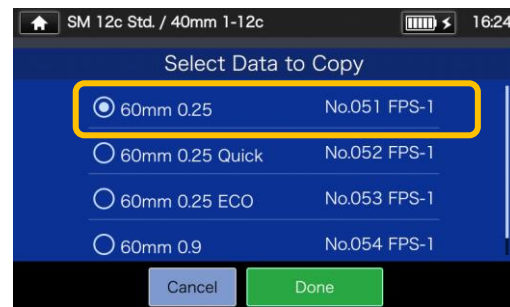 SM 12c Std. / 40mm 1-12c 16:24
Select Data to Copy
60mm 0.25 No.051 FPS-1
60mm 0.25 Quick No.052 FPS-1
60mm 0.25 ECO No.053 FPS-1
60mm 0.9 No.054 FPS-1
Cancel Done